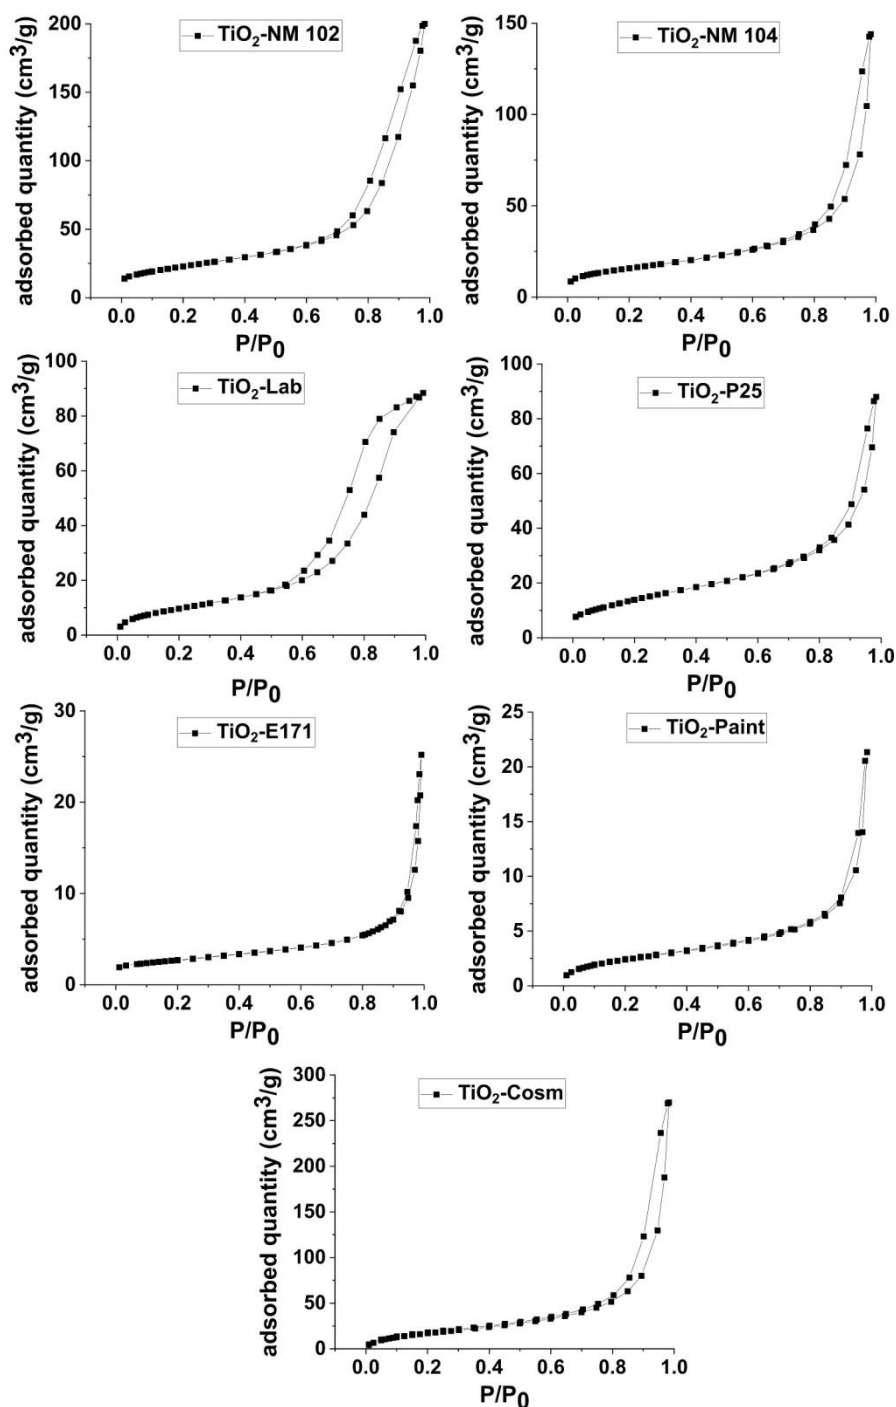 TiO₂-NM 102
adsorbed quantity (cm³/g)
200
150
100
50
0
0.0 0.2 0.4 0.6 0.8 1.0
P/P₀
TiO₂-NM 104
adsorbed quantity (cm³/g)
150
100
50
0
0.0 0.2 0.4 0.6 0.8 1.0
P/P₀
TiO₂-Lab
adsorbed quantity (cm³/g)
100
80
60
40
20
0
0.0 0.2 0.4 0.6 0.8 1.0
P/P₀
TiO₂-P25
adsorbed quantity (cm³/g)
100
80
60
40
20
0
0.0 0.2 0.4 0.6 0.8 1.0
P/P₀
TiO₂-E171
adsorbed quantity (cm³/g)
30
20
10
0
0.0 0.2 0.4 0.6 0.8 1.0
P/P₀
TiO₂-Paint
adsorbed quantity (cm³/g)
25
20
15
10
5
0
0.0 0.2 0.4 0.6 0.8 1.0
P/P₀
TiO₂-Cosm
adsorbed quantity (cm³/g)
300
250
200
150
100
50
0
0.0 0.2 0.4 0.6 0.8 1.0
P/P₀